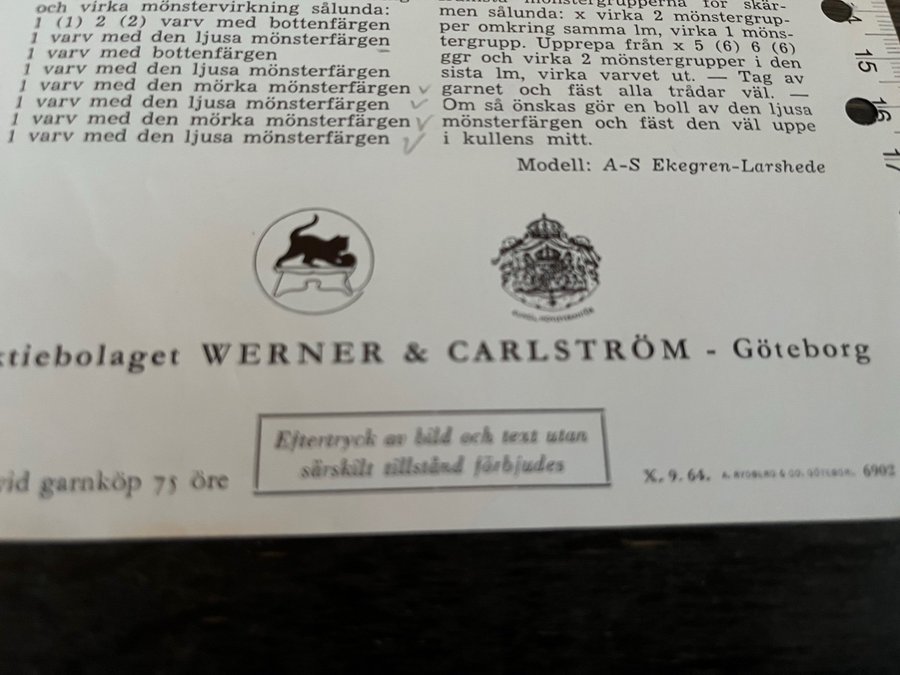 och virka mönstervirkning sålunda:
1 (1) 2 (2) varv med bottenfärgen
1 varv med den ljusa mönsterfärgen
1 varv med bottenfärgen
1 varv med den ljusa mönsterfärgen
1 varv med den mörka mönsterfärgen
1 varv med den ljusa mönsterfärgen
1 varv med den mörka mönsterfärgen
1 varv med den ljusa mönsterfärgen
mönstergrupperna för skär-
men sålunda: x virka 2 mönstergrup-
per omkring samma lm, virka 1 möns-
tergrupp. Upprepa från x 5 (6) 6 (6)
ggr och virka 2 mönstergrupper i den
sista lm, virka varvet ut. — Tag av
garnet och fäst alla trådar väl. —
Om så önskas gör en boll av den ljusa
mönsterfärgen och fäst den väl uppe
i kullens mitt.
Modell: A-S Ekegren-Larshede
ktiebolaget WERNER & CARLSTRÖM - Göteborg
Eftertryck av bild och text utan
särskilt tillstånd förbjudes
vid garnköp 75 öre
X. 9. 64. 6902
15
16
17